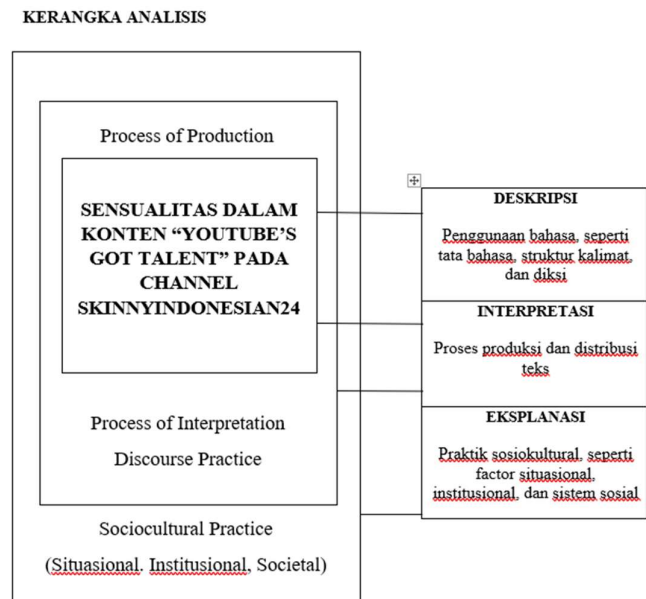 KERANGKA ANALISIS
Process of Production
SENSUALITAS DALAM
KONTEN “YOUTUBE’S
GOT TALENT” PADA
CHANNEL
SKINNYINDONESIAN24
Process of Interpretation
Discourse Practice
Sociocultural Practice
(Situasional. Institusional, Societal)
DESKRIPSI
Penggunaan bahasa, seperti
tata bahasa, struktur kalimat,
dan diksi
INTERPRETASI
Proses produksi dan distribusi
teks
EKSPLANASI
Praktik sosiokultural, seperti
factor situasional,
institusional, dan sistem sosial